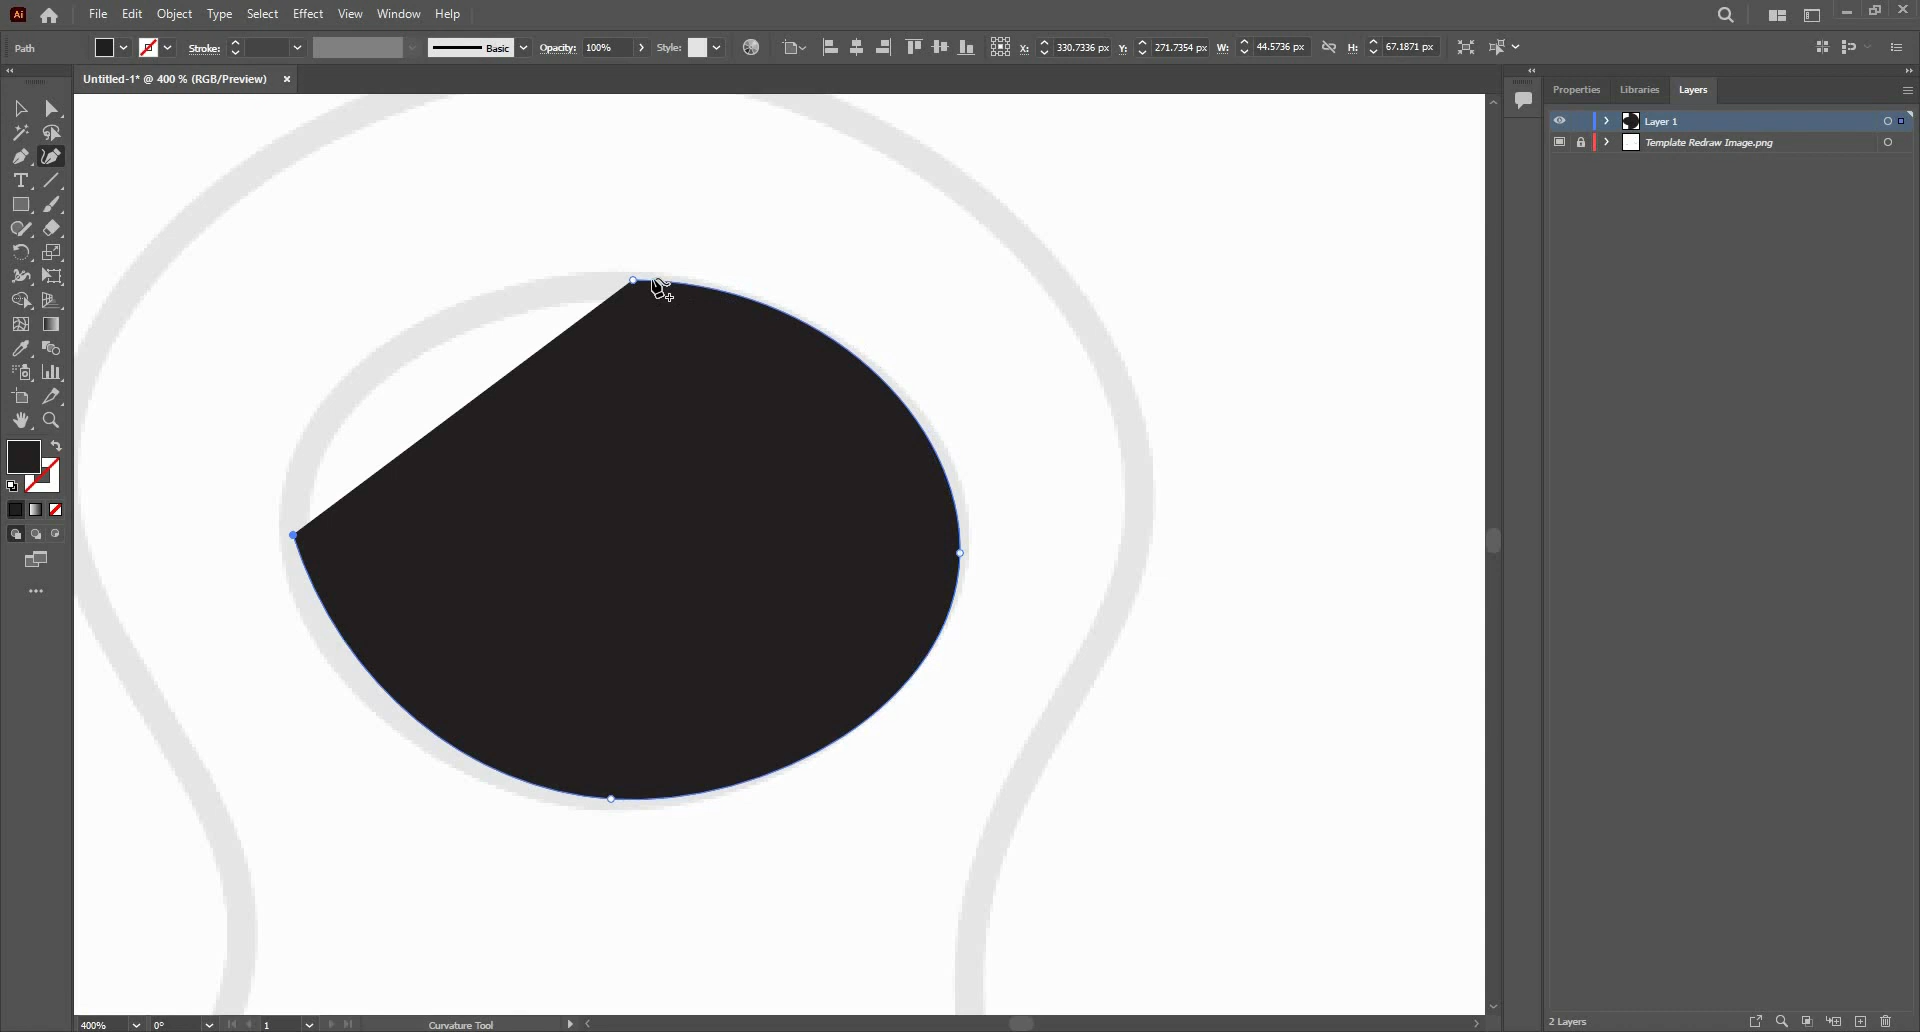 Ai File Edit Object Type Select Effect View Window Help
Path Stroke: Basic Opacity: 100% Style: X: 330.7336 px Y: 271.7354 px W: 44.5736 px H: 67.1871 px
Untitled-1* @ 400 % (RGB/Preview) ×
Properties Libraries Layers
Layer 1
Template Redraw Image.png
400% 0° 1 Curvature Tool
2 Layers